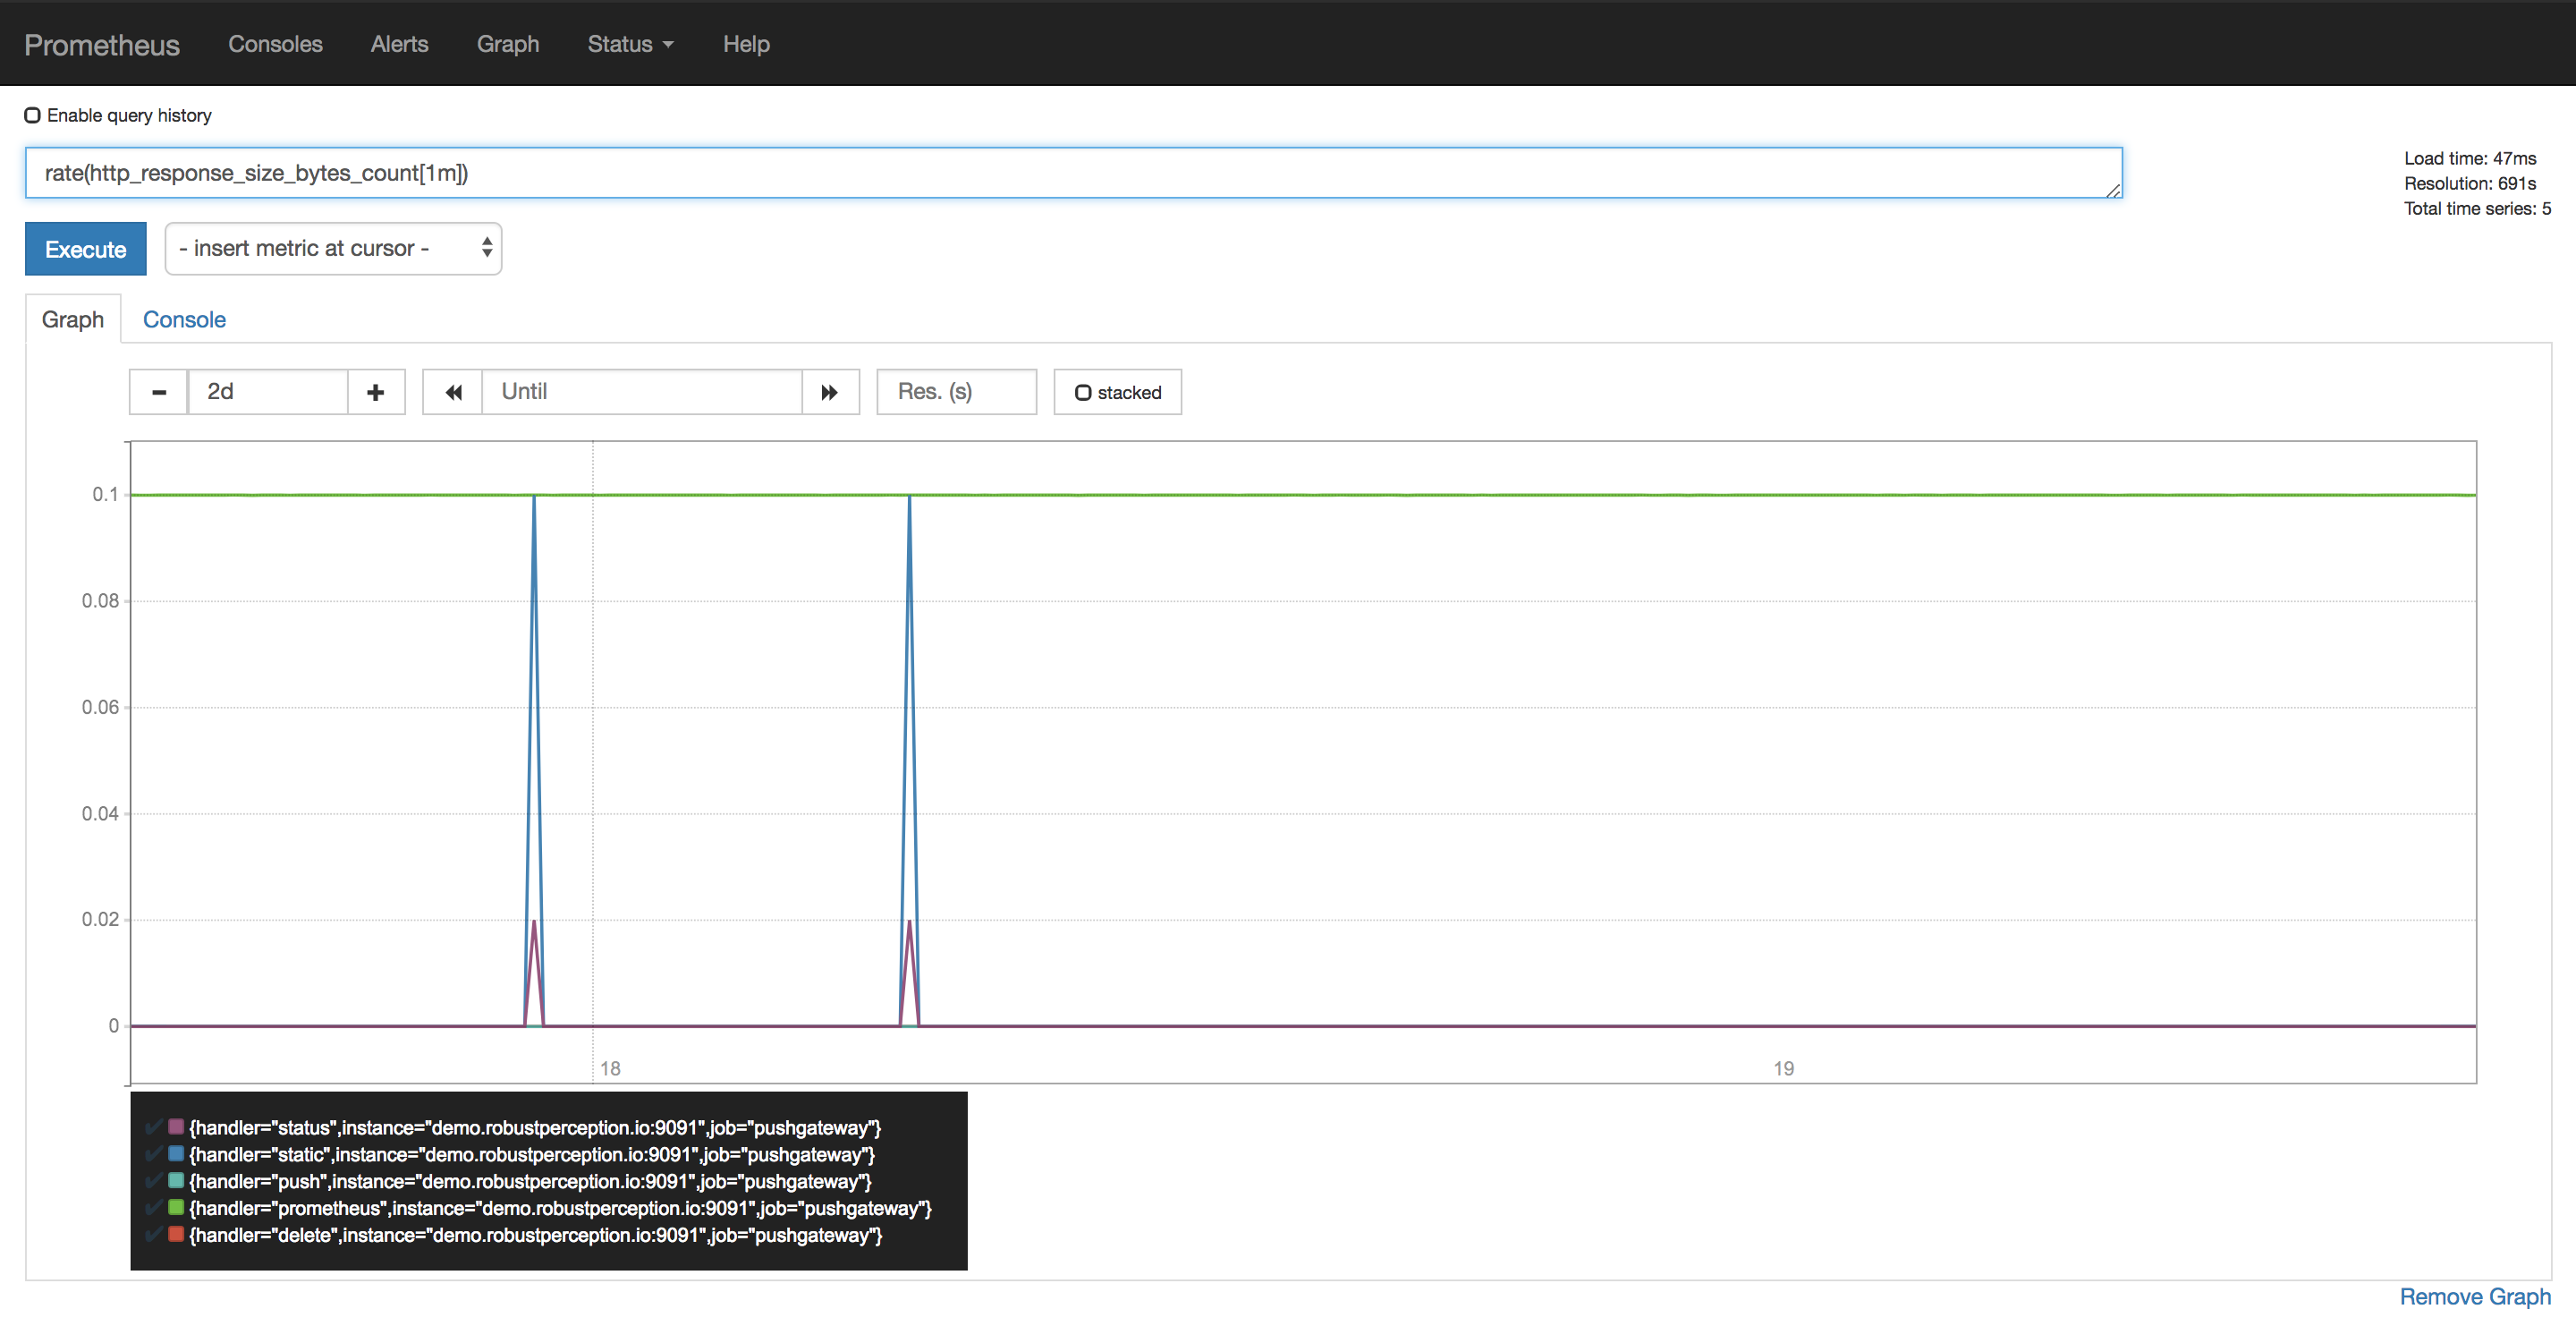 Prometheus Consoles Alerts Graph Status Help
Enable query history
rate(http_response_size_bytes_count[1m])
Load time: 47ms
Resolution: 691s
Total time series: 5
Execute - insert metric at cursor -
Graph Console
2d Until Res. (s) stacked
0.1
0.08
0.06
0.04
0.02
0
18 19
{handler="status",instance="demo.robustperception.io:9091",job="pushgateway"}
{handler="static",instance="demo.robustperception.io:9091",job="pushgateway"}
{handler="push",instance="demo.robustperception.io:9091",job="pushgateway"}
{handler="prometheus",instance="demo.robustperception.io:9091",job="pushgateway"}
{handler="delete",instance="demo.robustperception.io:9091",job="pushgateway"}
Remove Graph